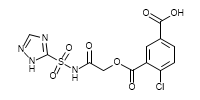 O OH
N O O
N S N H O O
N H O O Cl